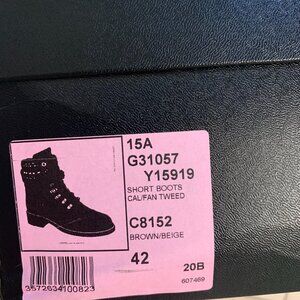 15A
G31057
Y15919
SHORT BOOTS
CAL/FAN TWEED
C8152
BROWN/BEIGE
42
20B
607469
3572634100823